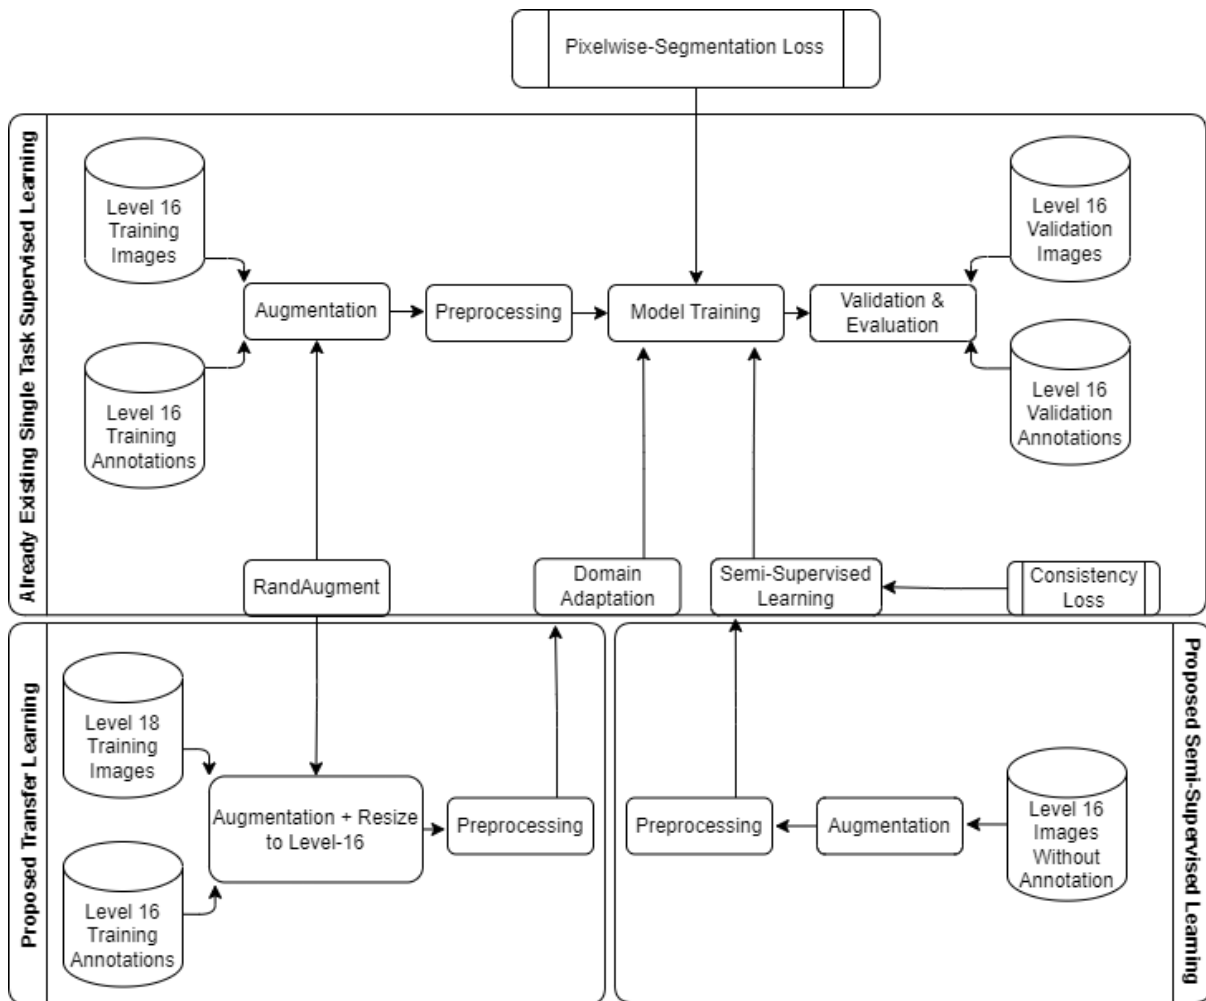 Pixelwise-Segmentation Loss
Already Existing Single Task Supervised Learning
Level 16
Training
Images
Level 16
Training
Annotations
Augmentation
Preprocessing
Model Training
Validation &
Evaluation
Level 16
Validation
Images
Level 16
Validation
Annotations
RandAugment
Domain
Adaptation
Semi-Supervised
Learning
Consistency
Loss
Proposed Transfer Learning
Level 18
Training
Images
Level 16
Training
Annotations
Augmentation + Resize
to Level-16
Preprocessing
Preprocessing
Augmentation
Level 16
Images
Without
Annotation
Proposed Semi-Supervised Learning